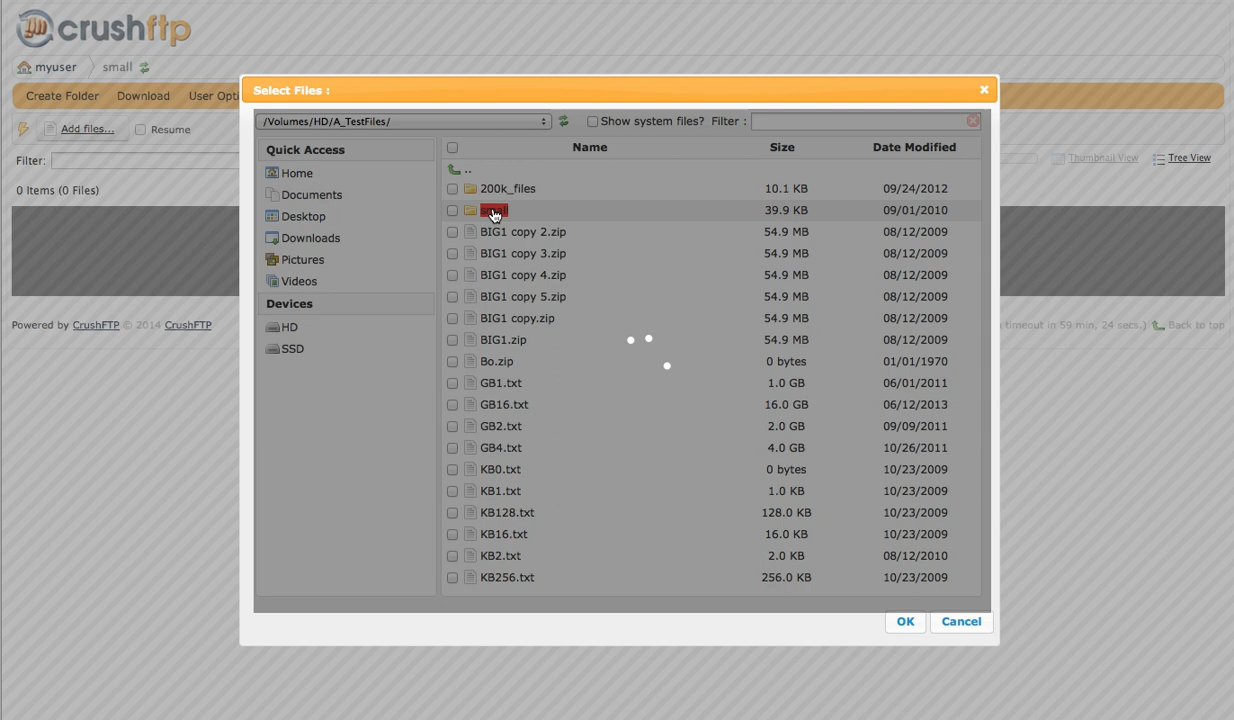 crushftp
myuser small
Select Files :
Create Folder Download User Opti
/Volumes/HD/A_TestFiles/ Show system files? Filter :
Add files... Resume
Quick Access Name Size Date Modified
Filter: Thumbnail View Tree View
Home ..
0 Items (0 Files) Documents 200k_files 10.1 KB 09/24/2012
Desktop small 39.9 KB 09/01/2010
Downloads BIG1 copy 2.zip 54.9 MB 08/12/2009
Pictures BIG1 copy 3.zip 54.9 MB 08/12/2009
Videos BIG1 copy 4.zip 54.9 MB 08/12/2009
Devices BIG1 copy 5.zip 54.9 MB 08/12/2009
HD BIG1 copy.zip 54.9 MB 08/12/2009
Powered by CrushFTP © 2014 CrushFTP timeout in 59 min, 24 secs.) Back to top
SSD BIG1.zip 54.9 MB 08/12/2009
Bo.zip 0 bytes 01/01/1970
GB1.txt 1.0 GB 06/01/2011
GB16.txt 16.0 GB 06/12/2013
GB2.txt 2.0 GB 09/09/2011
GB4.txt 4.0 GB 10/26/2011
KB0.txt 0 bytes 10/23/2009
KB1.txt 1.0 KB 10/23/2009
KB128.txt 128.0 KB 10/23/2009
KB16.txt 16.0 KB 10/23/2009
KB2.txt 2.0 KB 08/12/2010
KB256.txt 256.0 KB 10/23/2009
OK Cancel